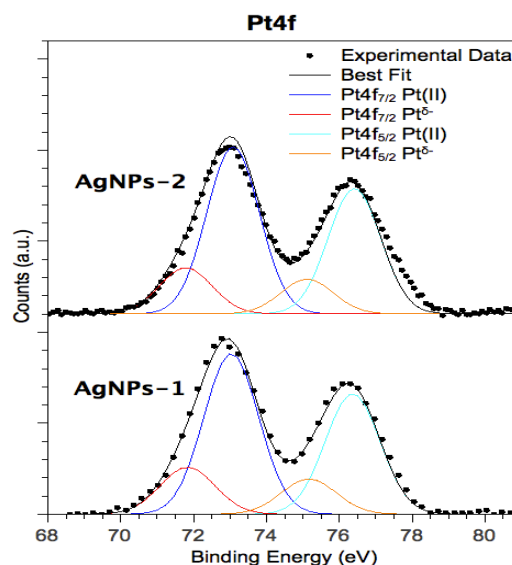 Pt4f
Experimental Data
Best Fit
Pt4f7/2 Pt(II)
Pt4f7/2 Ptδ-
Pt4f5/2 Pt(II)
Pt4f5/2 Ptδ-
AgNPs-2
Counts (a.u.)
AgNPs-1
68 70 72 74 76 78 80
Binding Energy (eV)